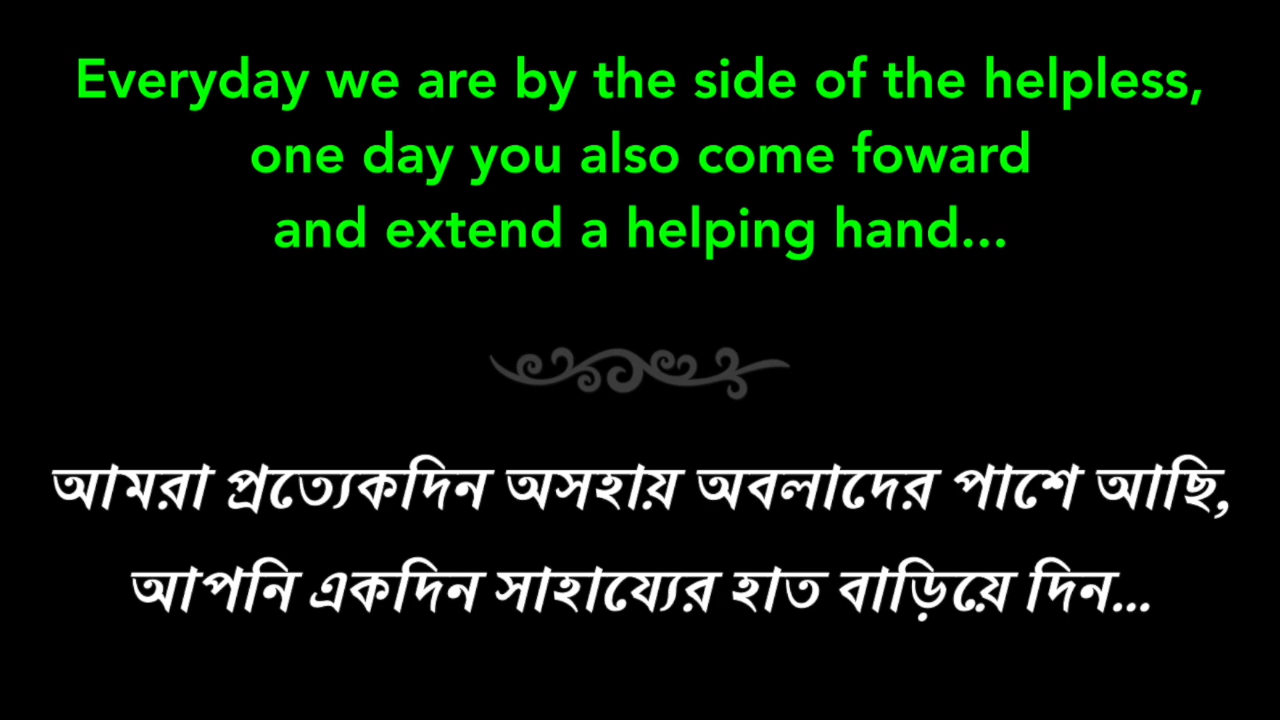 Everyday we are by the side of the helpless,
one day you also come foward
and extend a helping hand...
আমরা প্রত্যেকদিন অসহায় অবলাদের পাশে আছি,
আপনি একদিন সাহায্যের হাত বাড়িয়ে দিন...